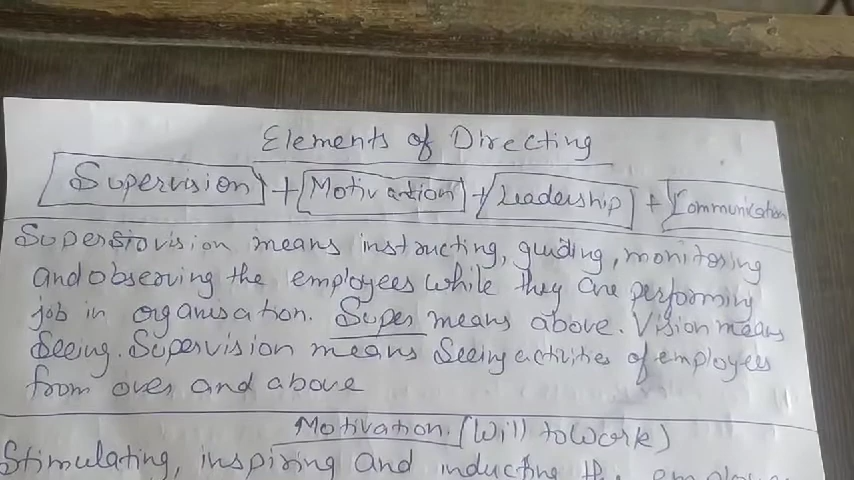 Elements of Directing
Supervision + Motivation + Leadership + Communication
Supersiovision means instructing, guiding, monitoring
and observing the employees while they are performing
job in organisation. Super means above. Vision means
Seeing. Supervision means Seeing activities of employees
from over and above
Motivation. (Will to work)
Stimulating, inspiring and inducting the